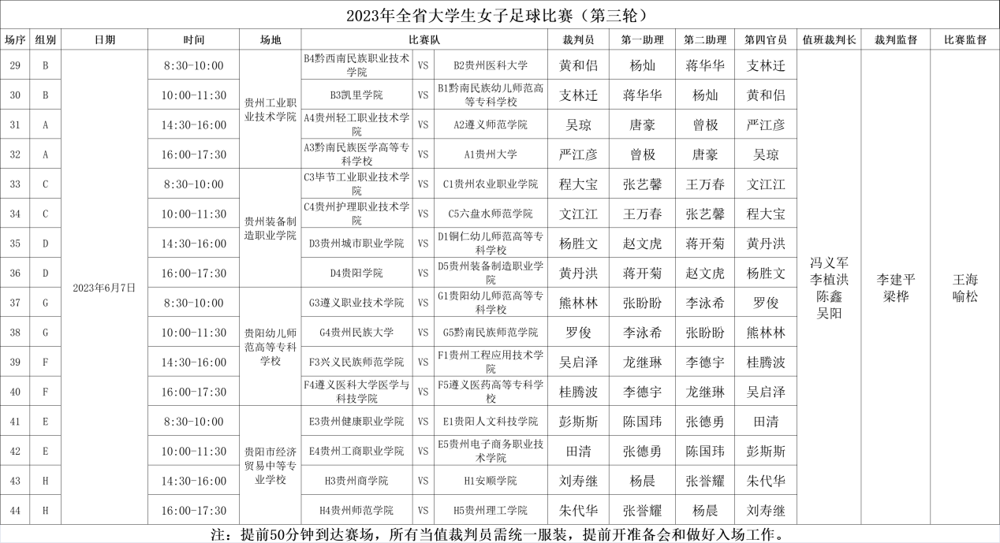 2023年全省大学生女子足球比赛（第三轮）
场序 组别 日期 时间 场地 比赛队 裁判员 第一助理 第二助理 第四官员 值班裁判长 裁判监督 比赛监督
29 B 8:30-10:00 B4黔西南民族职业技术学院 VS B2贵州医科大学 黄和侣 杨灿 蒋华华 支林迁
30 B 10:00-11:30 B3凯里学院 VS B1黔南民族幼儿师范高等专科学校 支林迁 蒋华华 杨灿 黄和侣
贵州工业职业技术学院
31 A 14:30-16:00 A4贵州轻工职业技术学院 VS A2遵义师范学院 吴琼 唐豪 曾极 严江彦
32 A 16:00-17:30 A3黔南民族医学高等专科学校 VS A1贵州大学 严江彦 曾极 唐豪 吴琼
33 C 8:30-10:00 C3毕节工业职业技术学院 VS C1贵州农业职业学院 程大宝 张艺馨 王万春 文江江
34 C 10:00-11:30 C4贵州护理职业技术学院 VS C5六盘水师范学院 文江江 王万春 张艺馨 程大宝
贵州装备制造职业学院
35 D 14:30-16:00 D3贵州城市职业学院 VS D1铜仁幼儿师范高等专科学校 杨胜文 赵文虎 蒋开菊 黄丹洪
36 D 16:00-17:30 D4贵阳学院 VS D5贵州装备制造职业学院 黄丹洪 蒋开菊 赵文虎 杨胜文
2023年6月7日
冯义军
李植洪
陈鑫
吴阳
李建平
梁桦
王海
喻松
37 G 8:30-10:00 G3遵义职业技术学院 VS G1贵阳幼儿师范高等专科学校 熊林林 张盼盼 李泳希 罗俊
38 G 10:00-11:30 G4贵州民族大学 VS G5黔南民族师范学院 罗俊 李泳希 张盼盼 熊林林
贵阳幼儿师范高等专科学校
39 F 14:30-16:00 F3兴义民族师范学院 VS F1贵州工程应用技术学院 吴启泽 龙继琳 李德宇 桂腾波
40 F 16:00-17:30 F4遵义医科大学医学与科技学院 VS F5遵义医药高等专科学校 桂腾波 李德宇 龙继琳 吴启泽
41 E 8:30-10:00 E3贵州健康职业学院 VS E1贵阳人文科技学院 彭斯斯 陈国玮 张德勇 田清
42 E 10:00-11:30 E4贵州工商职业学院 VS E5贵州电子商务职业技术学院 田清 张德勇 陈国玮 彭斯斯
贵阳市经济贸易中等专业学校
43 H 14:30-16:00 H3贵州商学院 VS H1安顺学院 刘寿继 杨晨 张誉耀 朱代华
44 H 16:00-17:30 H4贵州师范学院 VS H5贵州理工学院 朱代华 张誉耀 杨晨 刘寿继
注：提前50分钟到达赛场，所有当值裁判员需统一服装，提前开准备会和做好入场工作。